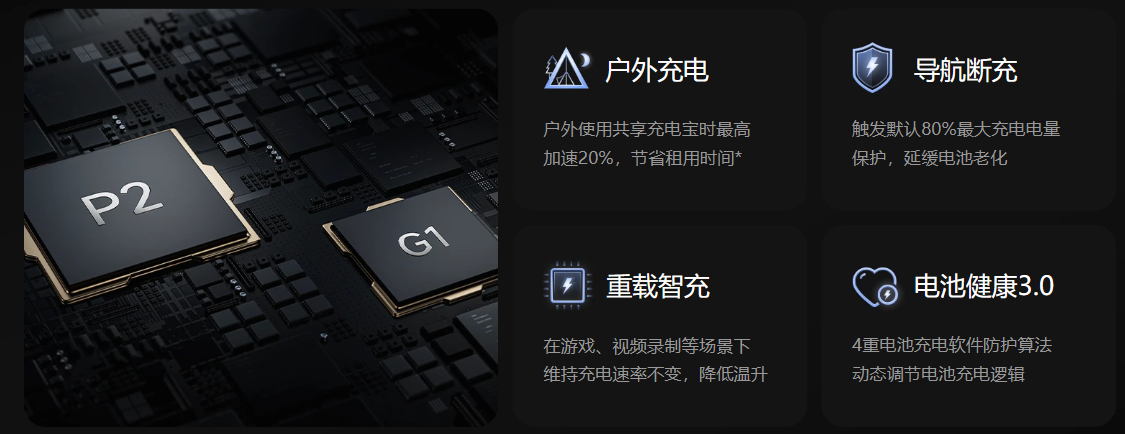 P2
G1
户外充电
户外使用共享充电宝时最高
加速20%，节省租用时间*
导航断充
触发默认80%最大充电电量
保护，延缓电池老化
重载智充
在游戏、视频录制等场景下
维持充电速率不变，降低温升
电池健康3.0
4重电池充电软件防护算法
动态调节电池充电逻辑